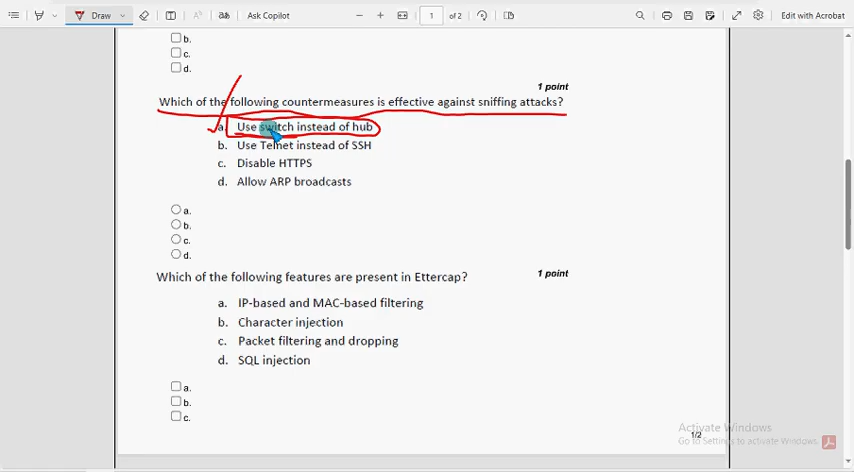 Draw
Ask Copilot
1
of 2
Edit with Acrobat
b.
c.
d.
1 point
Which of the following countermeasures is effective against sniffing attacks?
a. Use switch instead of hub
b. Use Telnet instead of SSH
c. Disable HTTPS
d. Allow ARP broadcasts
a.
b.
c.
d.
1 point
Which of the following features are present in Ettercap?
a. IP-based and MAC-based filtering
b. Character injection
c. Packet filtering and dropping
d. SQL injection
a.
b.
c.
Activate Windows
1/2
Go to Settings to activate Windows.